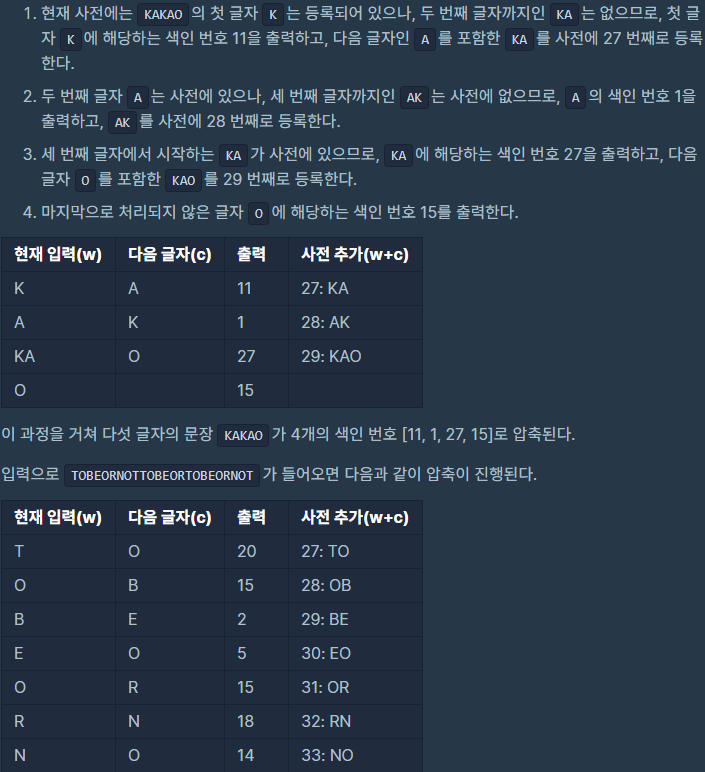 1. 현재 사전에는 KAKAO 의 첫 글자 K 는 등록되어 있으나, 두 번째 글자까지인 KA 는 없으므로, 첫 글
자 K 에 해당하는 색인 번호 11을 출력하고, 다음 글자인 A 를 포함한 KA 를 사전에 27 번째로 등록
한다.
2. 두 번째 글자 A 는 사전에 있으나, 세 번째 글자까지인 AK 는 사전에 없으므로, A 의 색인 번호 1을
출력하고, AK 를 사전에 28 번째로 등록한다.
3. 세 번째 글자에서 시작하는 KA 가 사전에 있으므로, KA 에 해당하는 색인 번호 27을 출력하고, 다음
글자 O 를 포함한 KAO 를 29 번째로 등록한다.
4. 마지막으로 처리되지 않은 글자 O 에 해당하는 색인 번호 15를 출력한다.
현재 입력(w) 다음 글자(c) 출력 사전 추가(w+c)
K A 11 27: KA
A K 1 28: AK
KA O 27 29: KAO
O 15
이 과정을 거쳐 다섯 글자의 문장 KAKAO 가 4개의 색인 번호 [11, 1, 27, 15]로 압축된다.
입력으로 TOBEORNOTTOBEORTOBEORNOT 가 들어오면 다음과 같이 압축이 진행된다.
현재 입력(w) 다음 글자(c) 출력 사전 추가(w+c)
T O 20 27: TO
O B 15 28: OB
B E 2 29: BE
E O 5 30: EO
O R 15 31: OR
R N 18 32: RN
N O 14 33: NO